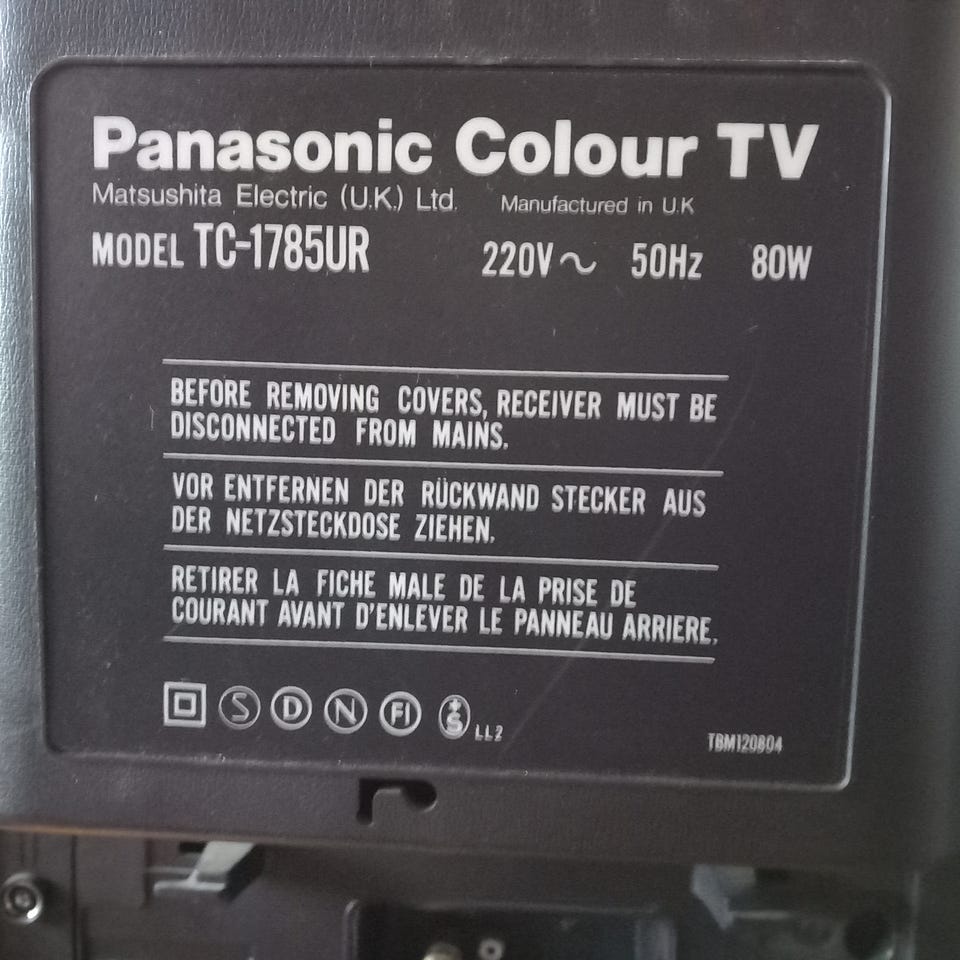 Panasonic Colour TV
Matsushita Electric (U.K.) Ltd. Manufactured in U.K
MODEL TC-1785UR 220V~ 50Hz 80W
BEFORE REMOVING COVERS, RECEIVER MUST BE
DISCONNECTED FROM MAINS.
VOR ENTFERNEN DER RÜCKWAND STECKER AUS
DER NETZSTECKDOSE ZIEHEN.
RETIRER LA FICHE MALE DE LA PRISE DE
COURANT AVANT D'ENLEVER LE PANNEAU ARRIERE.
S D N FI S LL2
TBM120804